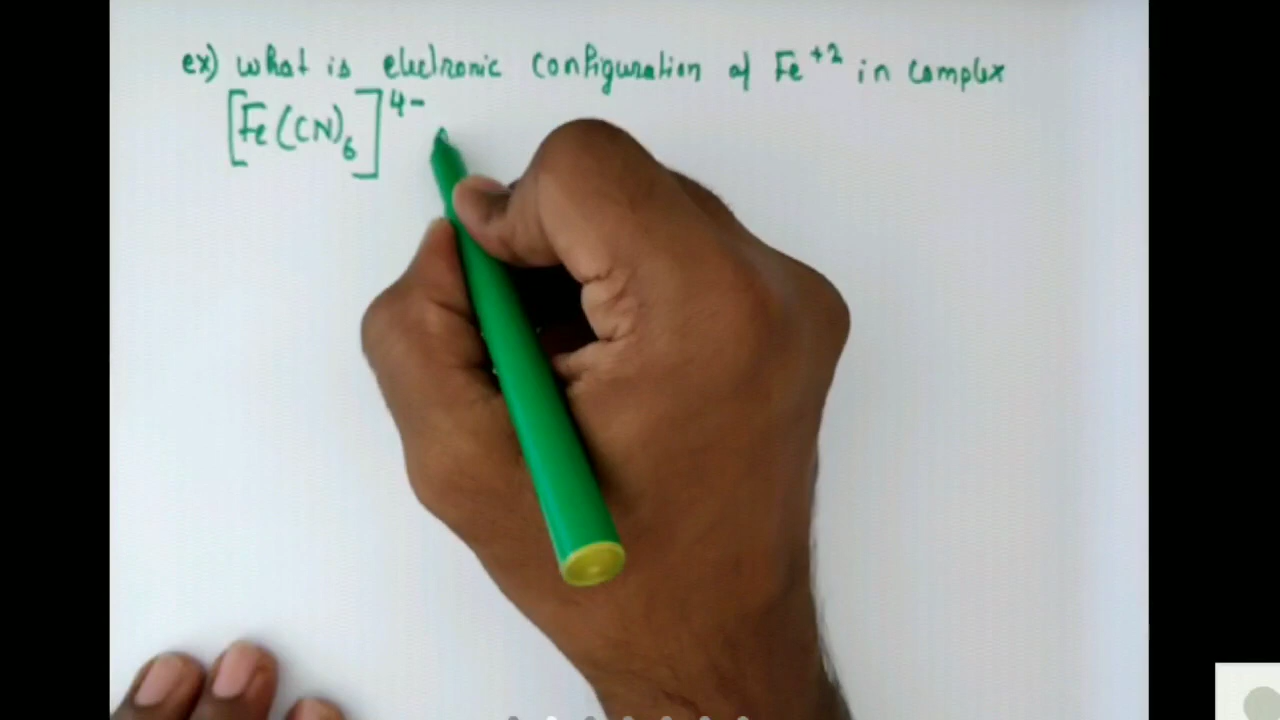 ex) what is electronic configuration of Fe⁺² in complex
[Fe(CN)₆]⁴⁻